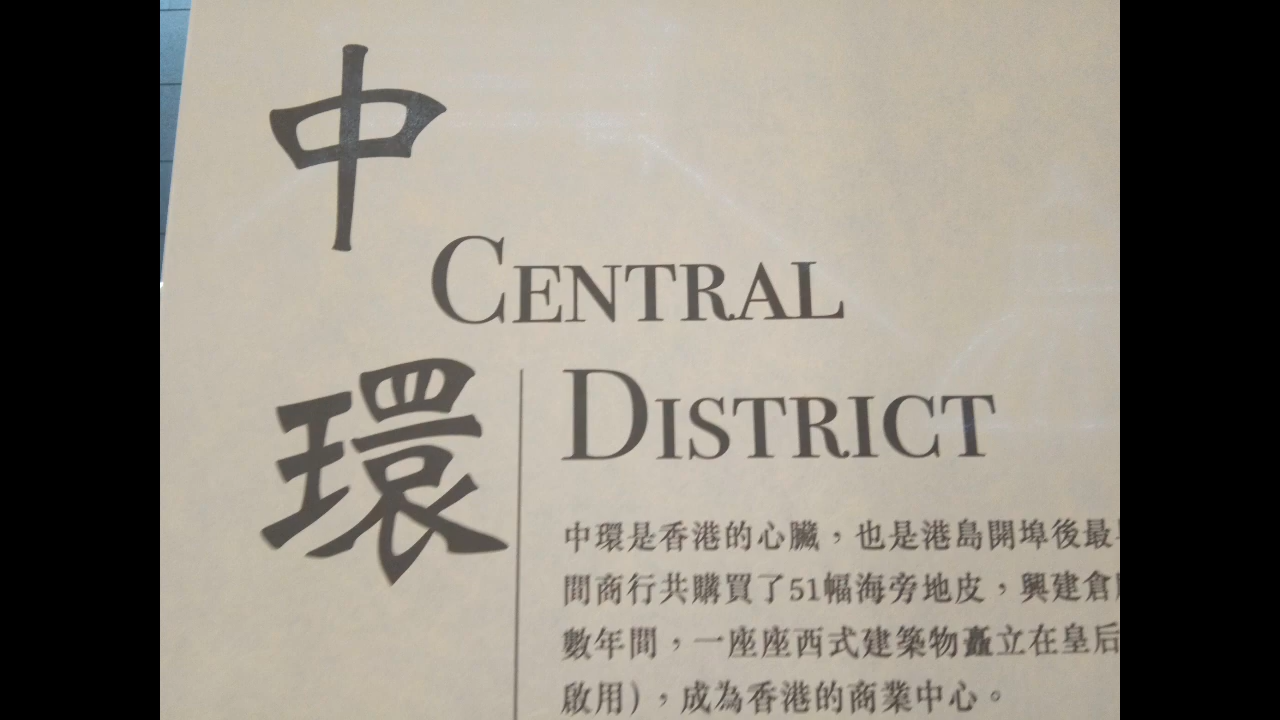 中環
CENTRAL
DISTRICT
中環是香港的心臟，也是港島開埠後最
間商行共購買了51幅海旁地皮，興建倉
數年間，一座座西式建築物矗立在皇后
啟用），成為香港的商業中心。